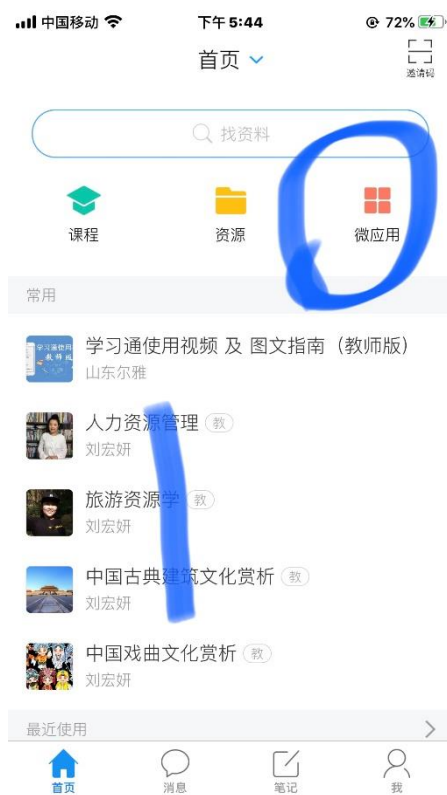 中国移动 下午5:44 72%
首页
邀请码
找资料
课程 资源 微应用
常用
学习通使用视频 及 图文指南（教师版）
山东尔雅
人力资源管理 教
刘宏妍
旅游资源学 教
刘宏妍
中国古典建筑文化赏析 教
刘宏妍
中国戏曲文化赏析 教
刘宏妍
最近使用
首页 消息 笔记 我